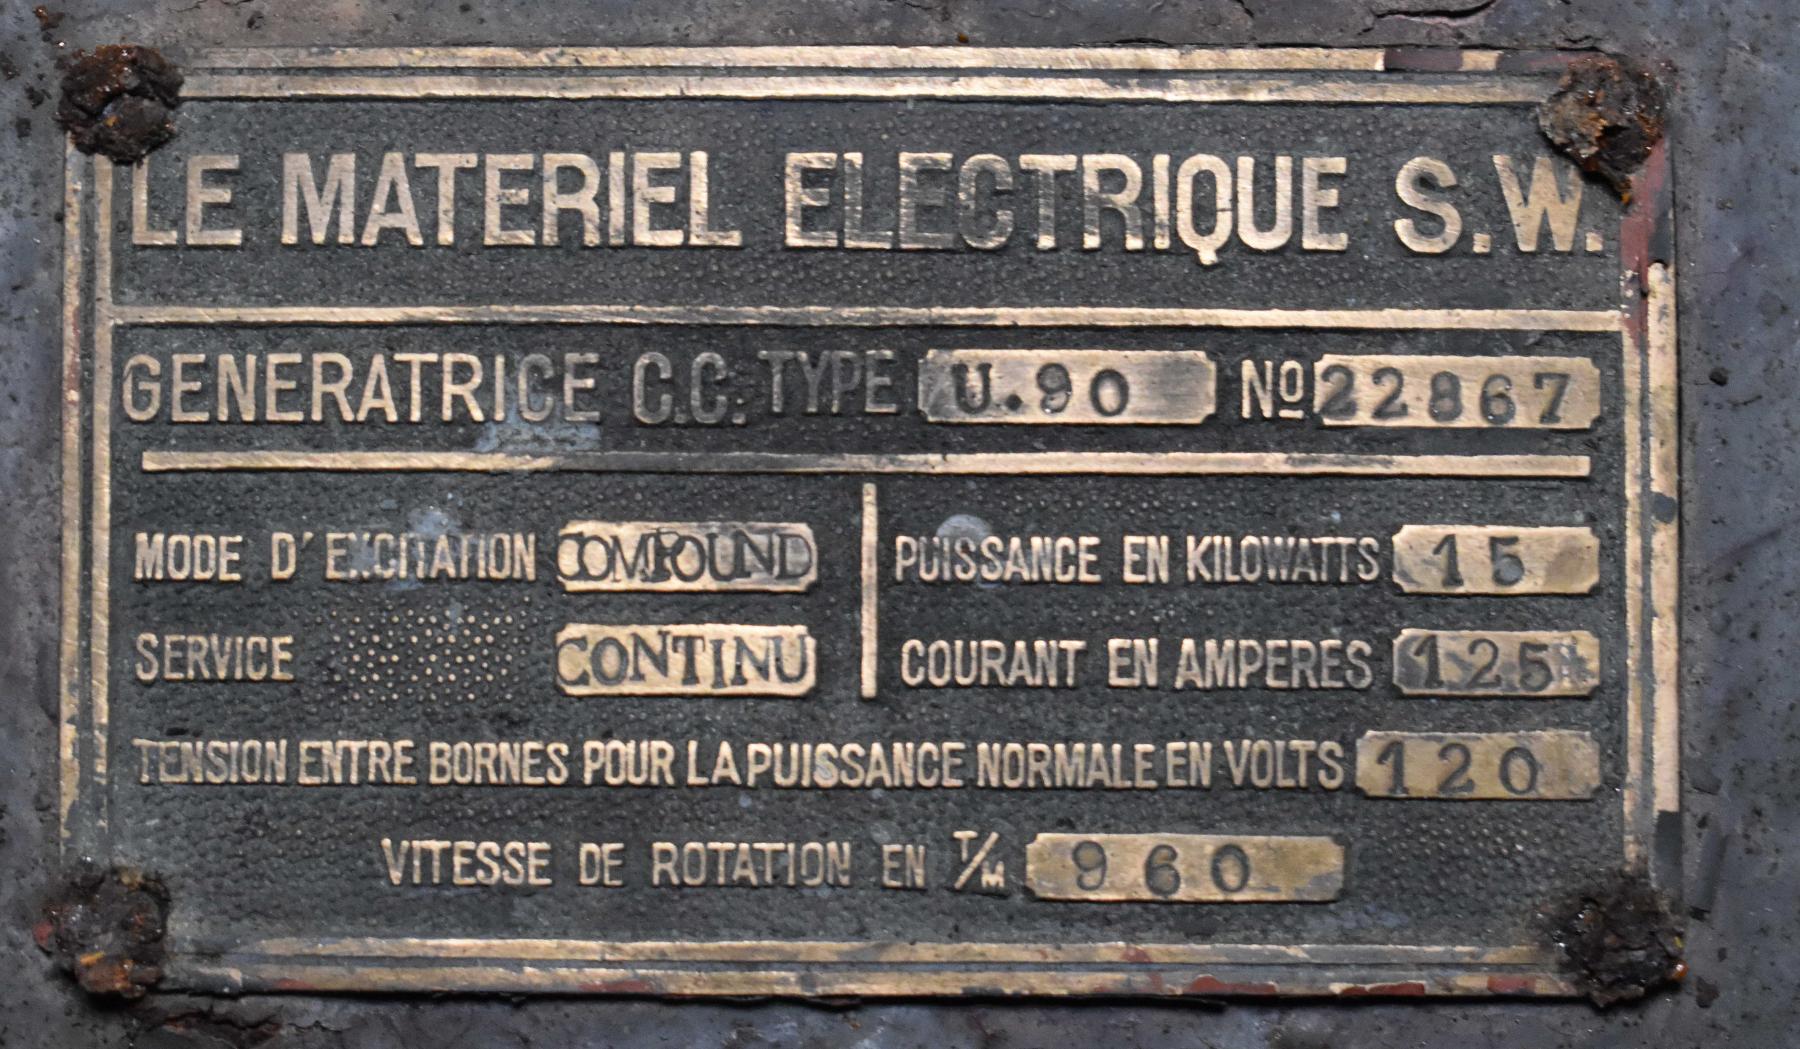 LE MATERIEL ELECTRIQUE S.W.
GENERATRICE C.C. TYPE U.90 No 22867
MODE D'EXCITATION COMPOUND
SERVICE CONTINU
PUISSANCE EN KILOWATTS 15
COURANT EN AMPERES 125
TENSION ENTRE BORNES POUR LA PUISSANCE NORMALE EN VOLTS 120
VITESSE DE ROTATION EN T/M 960